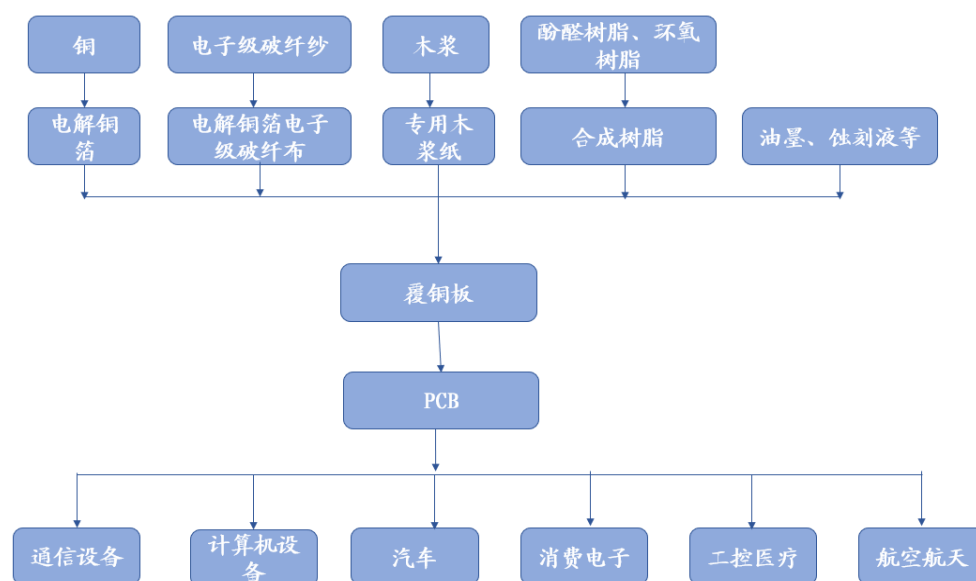 铜
电子级破纤纱
木浆
酚醛树脂、环氧
树脂
电解铜
箔
电解铜箔电子
级破纤布
专用木
浆纸
合成树脂
油墨、蚀刻液等
覆铜板
PCB
通信设备
计算机设
备
汽车
消费电子
工控医疗
航空航天